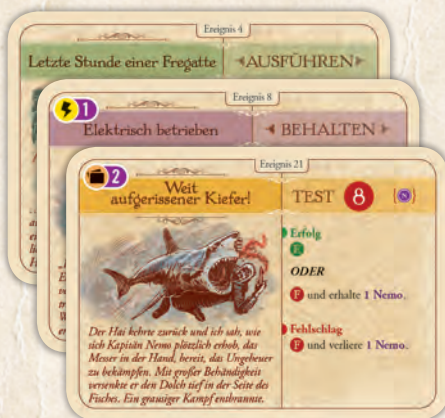 Ereignis 4
Letzte Stunde einer Fregatte
AUSFÜHREN
Ereignis 8
1
Elektrisch betrieben
BEHALTEN
Ereignis 21
2
Weit
aufgerissener Kiefer!
TEST 8 (N)
Erfolg
E
ODER
F und erhalte 1 Nemo.
Fehlschlag
F und verliere 1 Nemo.
Der Hai kehrte zurück und ich sah, wie
sich Kapitän Nemo plötzlich erhob, das
Messer in der Hand, bereit, das Ungeheuer
zu bekämpfen. Mit großer Behändigkeit
versenkte er den Dolch tief in der Seite des
Fisches. Ein grausiger Kampf entbrannte.